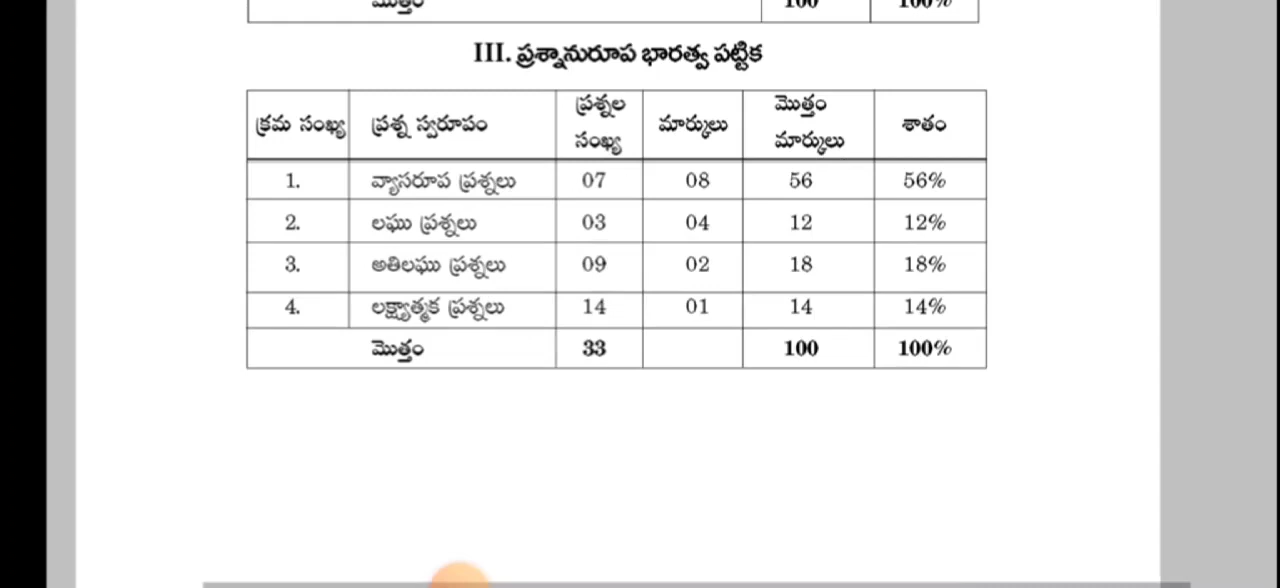 మొత్తం 100 100%
III. ప్రశ్నానురూప భారత్వ పట్టిక
క్రమ సంఖ్య ప్రశ్న స్వరూపం ప్రశ్నల సంఖ్య మార్కులు మొత్తం మార్కులు శాతం
1. వ్యాసరూప ప్రశ్నలు 07 08 56 56%
2. లఘు ప్రశ్నలు 03 04 12 12%
3. అతిలఘు ప్రశ్నలు 09 02 18 18%
4. లక్ష్యాత్మక ప్రశ్నలు 14 01 14 14%
మొత్తం 33 100 100%